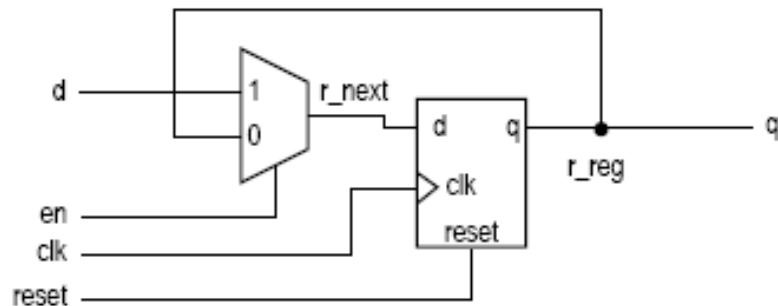 d
1
r_next
0
d
q
q
r_reg
clk
en
clk
reset
reset